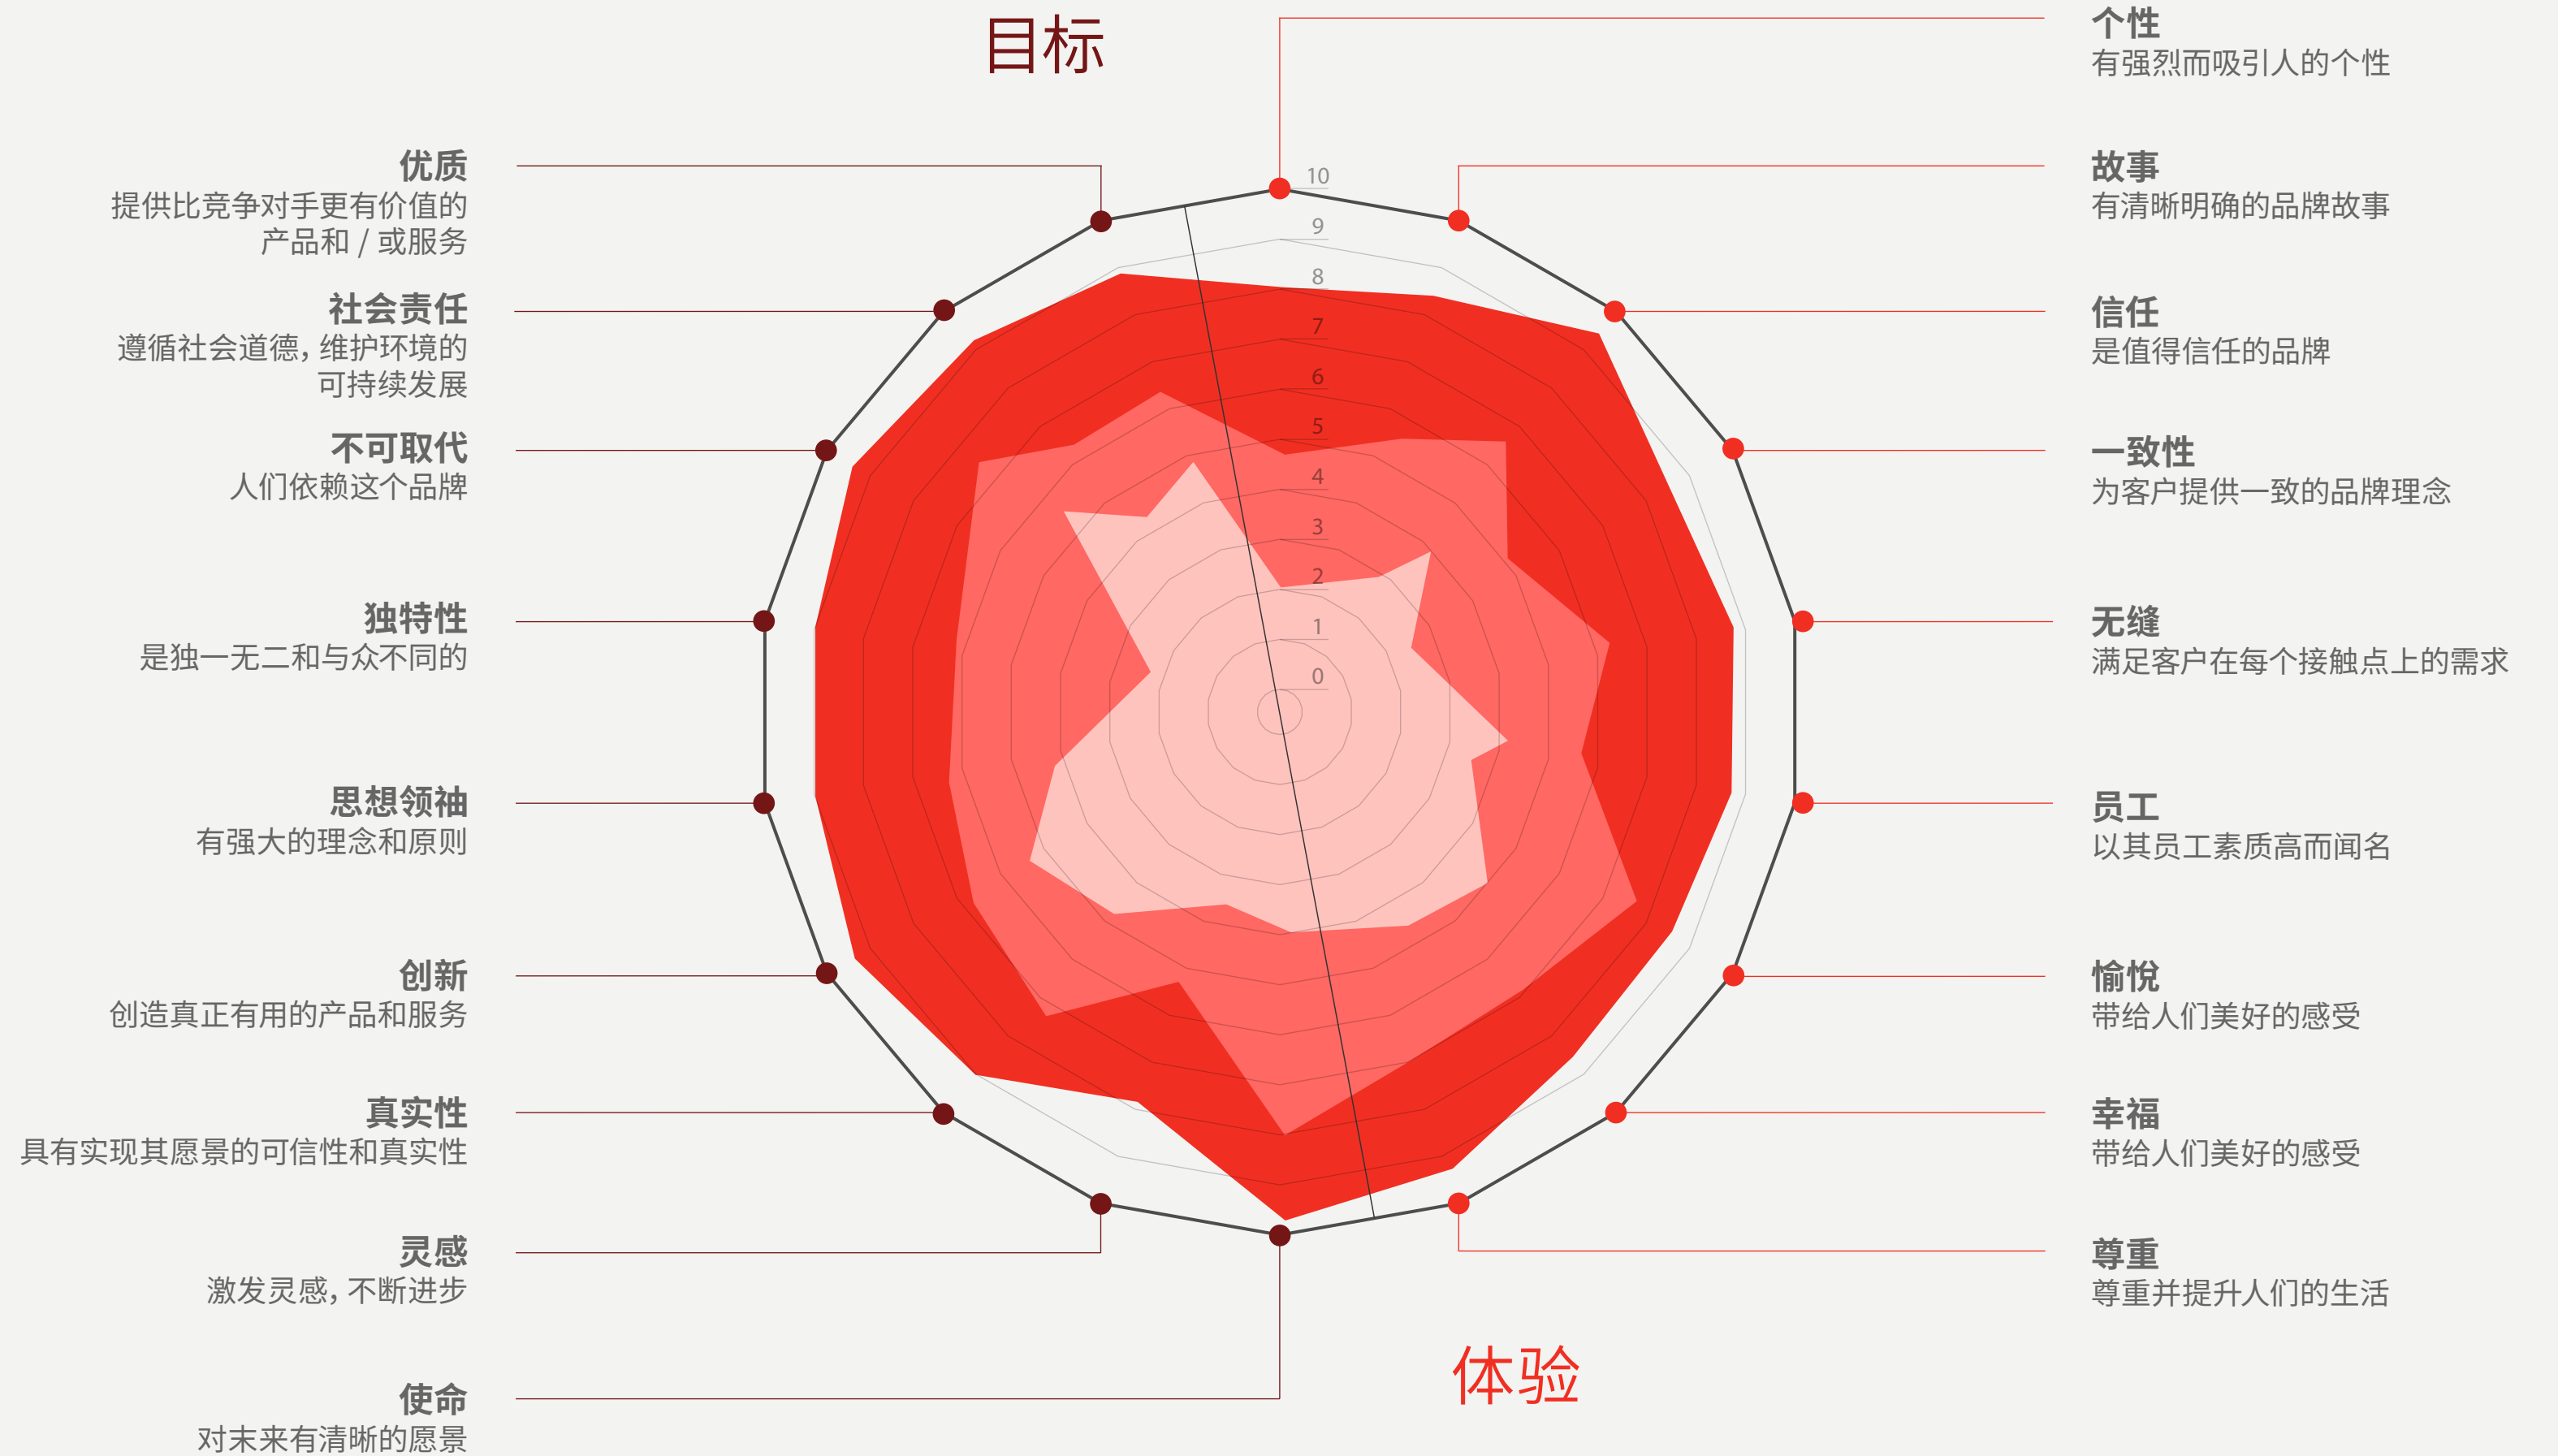 目标
优质
提供比竞争对手更有价值的
产品和 / 或服务
社会责任
遵循社会道德，维护环境的
可持续发展
不可取代
人们依赖这个品牌
独特性
是独一无二和与众不同的
思想领袖
有强大的理念和原则
创新
创造真正有用的产品和服务
真实性
具有实现其愿景的可信性和真实性
灵感
激发灵感，不断进步
使命
对未来有清晰的愿景
10
9
8
7
6
5
4
3
2
1
0
个性
有强烈而吸引人的个性
故事
有清晰明确的品牌故事
信任
是值得信任的品牌
一致性
为客户提供一致的品牌理念
无缝
满足客户在每个接触点上的需求
员工
以其员工素质高而闻名
愉悦
带给人们美好的感受
幸福
带给人们美好的感受
尊重
尊重并提升人们的生活
体验